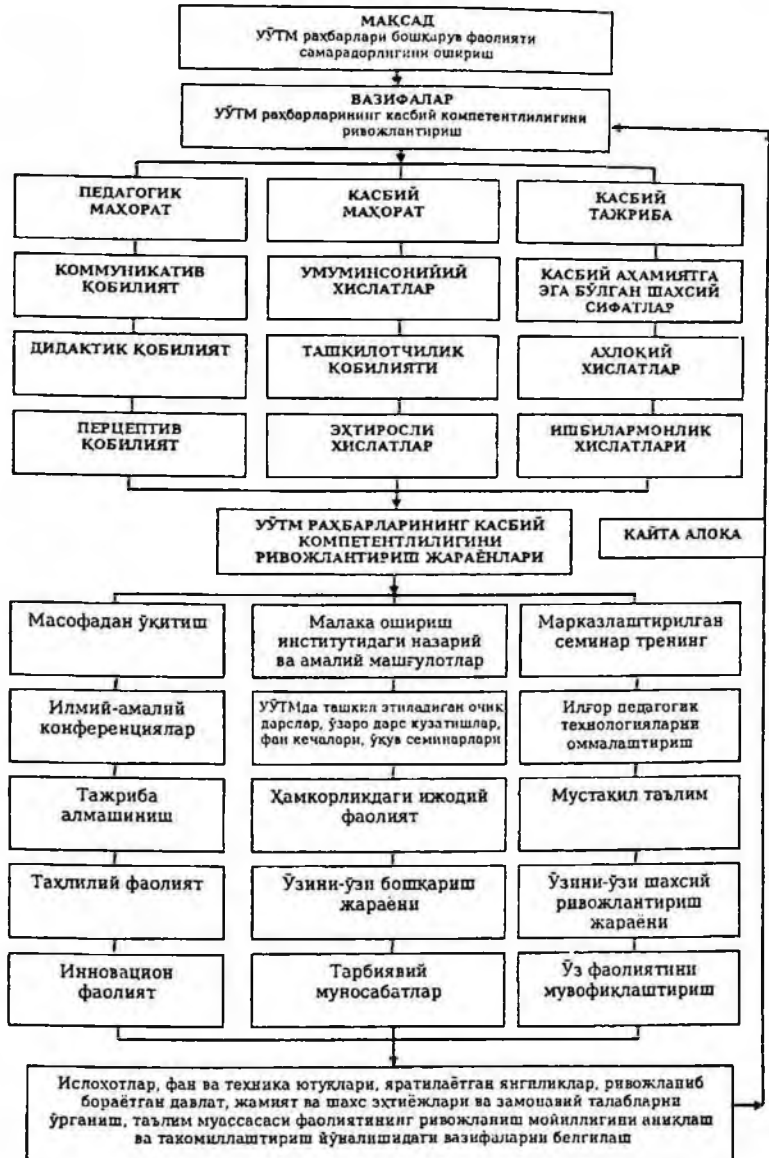 МАҚСАД
УЎТМ раҳбарлари бошқарув фаолияти
самарадорлигини ошириш
ВАЗИФАЛАР
УЎТМ раҳбарларининг касбий компетентлилигини
ривожлантириш
ПЕДАГОГИК
МАҲОРАТ
КАСБИЙ
МАҲОРАТ
КАСБИЙ
ТАЖРИБА
КОММУНИКАТИВ
ҚОБИЛИЯТ
УМУМИНСОНИЙИЙ
ХИСЛАТЛАР
КАСБИЙ АҲАМИЯТГА
ЭГА БЎЛГАН ШАХСИЙ
СИФАТЛАР
ДИДАКТИК ҚОБИЛИЯТ
ТАШКИЛОТЧИЛИК
ҚОБИЛИЯТИ
АХЛОҚИЙ
ХИСЛАТЛАР
ПЕРЦЕПТИВ
ҚОБИЛИЯТ
ЭҲТИРОСЛИ
ХИСЛАТЛАР
ИШБИЛАРМОНЛИК
ХИСЛАТЛАРИ
УЎТМ РАҲБАРЛАРИНИНГ КАСБИЙ
КОМПЕТЕНТЛИЛИГИНИ
РИВОЖЛАНТИРИШ ЖАРАЁНЛАРИ
КАЙТА АЛОҚА
Масофадан ўқитиш
Малака ошириш
институтидаги назарий
ва амалий машғулотлар
Марказлаштирилган
семинар тренинг
Илмий-амалий
конференциялар
УЎТМда ташкил этиладиган очиқ
дарслар, ўзаро дарс кузатишлар,
фан кечалари, ўқув семинарлари
Илғор педагогик
технологияларни
оммалаштириш
Тажриба
алмашиниш
Ҳамкорликдаги ижодий
фаолият
Мустақил таълим
Таҳлилий фаолият
Ўзини-ўзи бошқариш
жараёни
Ўзини-ўзи шахсий
ривожлантириш
жараёни
Инновацион
фаолият
Тарбиявий
муносабатлар
Ўз фаолиятини
мувофиқлаштириш
Ислоҳотлар, фан ва техника ютуқлари, яратилаётган янгиликлар, ривожланиб
бораётган давлат, жамият ва шахс эҳтиёжлари ва замонавий талабларни
ўрганиш, таълим муассасаси фаолиятининг ривожланиш мойиллигини аниқлаш
ва такомиллаштириш йўналишидаги вазифаларни белгилаш